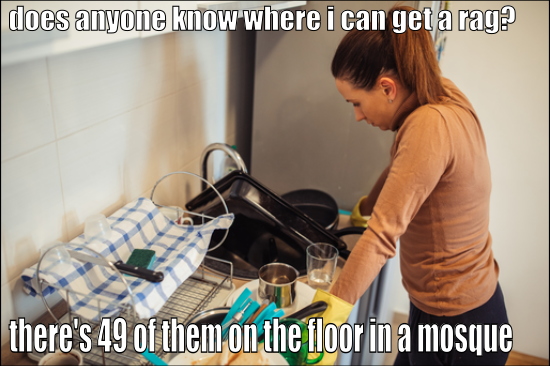 does anyone know where i can get a rag?
there's 49 of them on the floor in a mosque